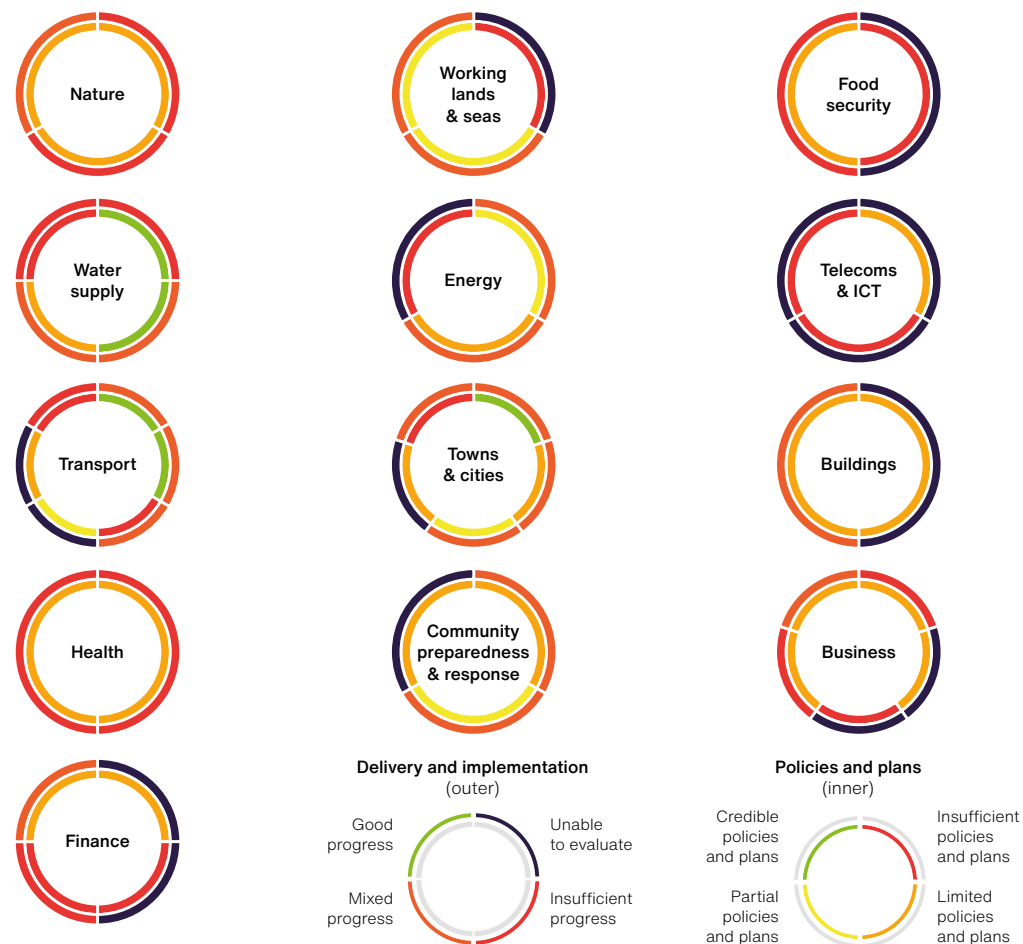 Nature
Working
lands
& seas
Food
security
Water
supply
Energy
Telecoms
& ICT
Transport
Towns
& cities
Buildings
Health
Community
preparedness
& response
Business
Finance
Delivery and implementation
(outer)
Good
progress
Unable
to evaluate
Mixed
progress
Insufficient
progress
Policies and plans
(inner)
Credible
policies
and plans
Insufficient
policies
and plans
Partial
policies
and plans
Limited
policies
and plans